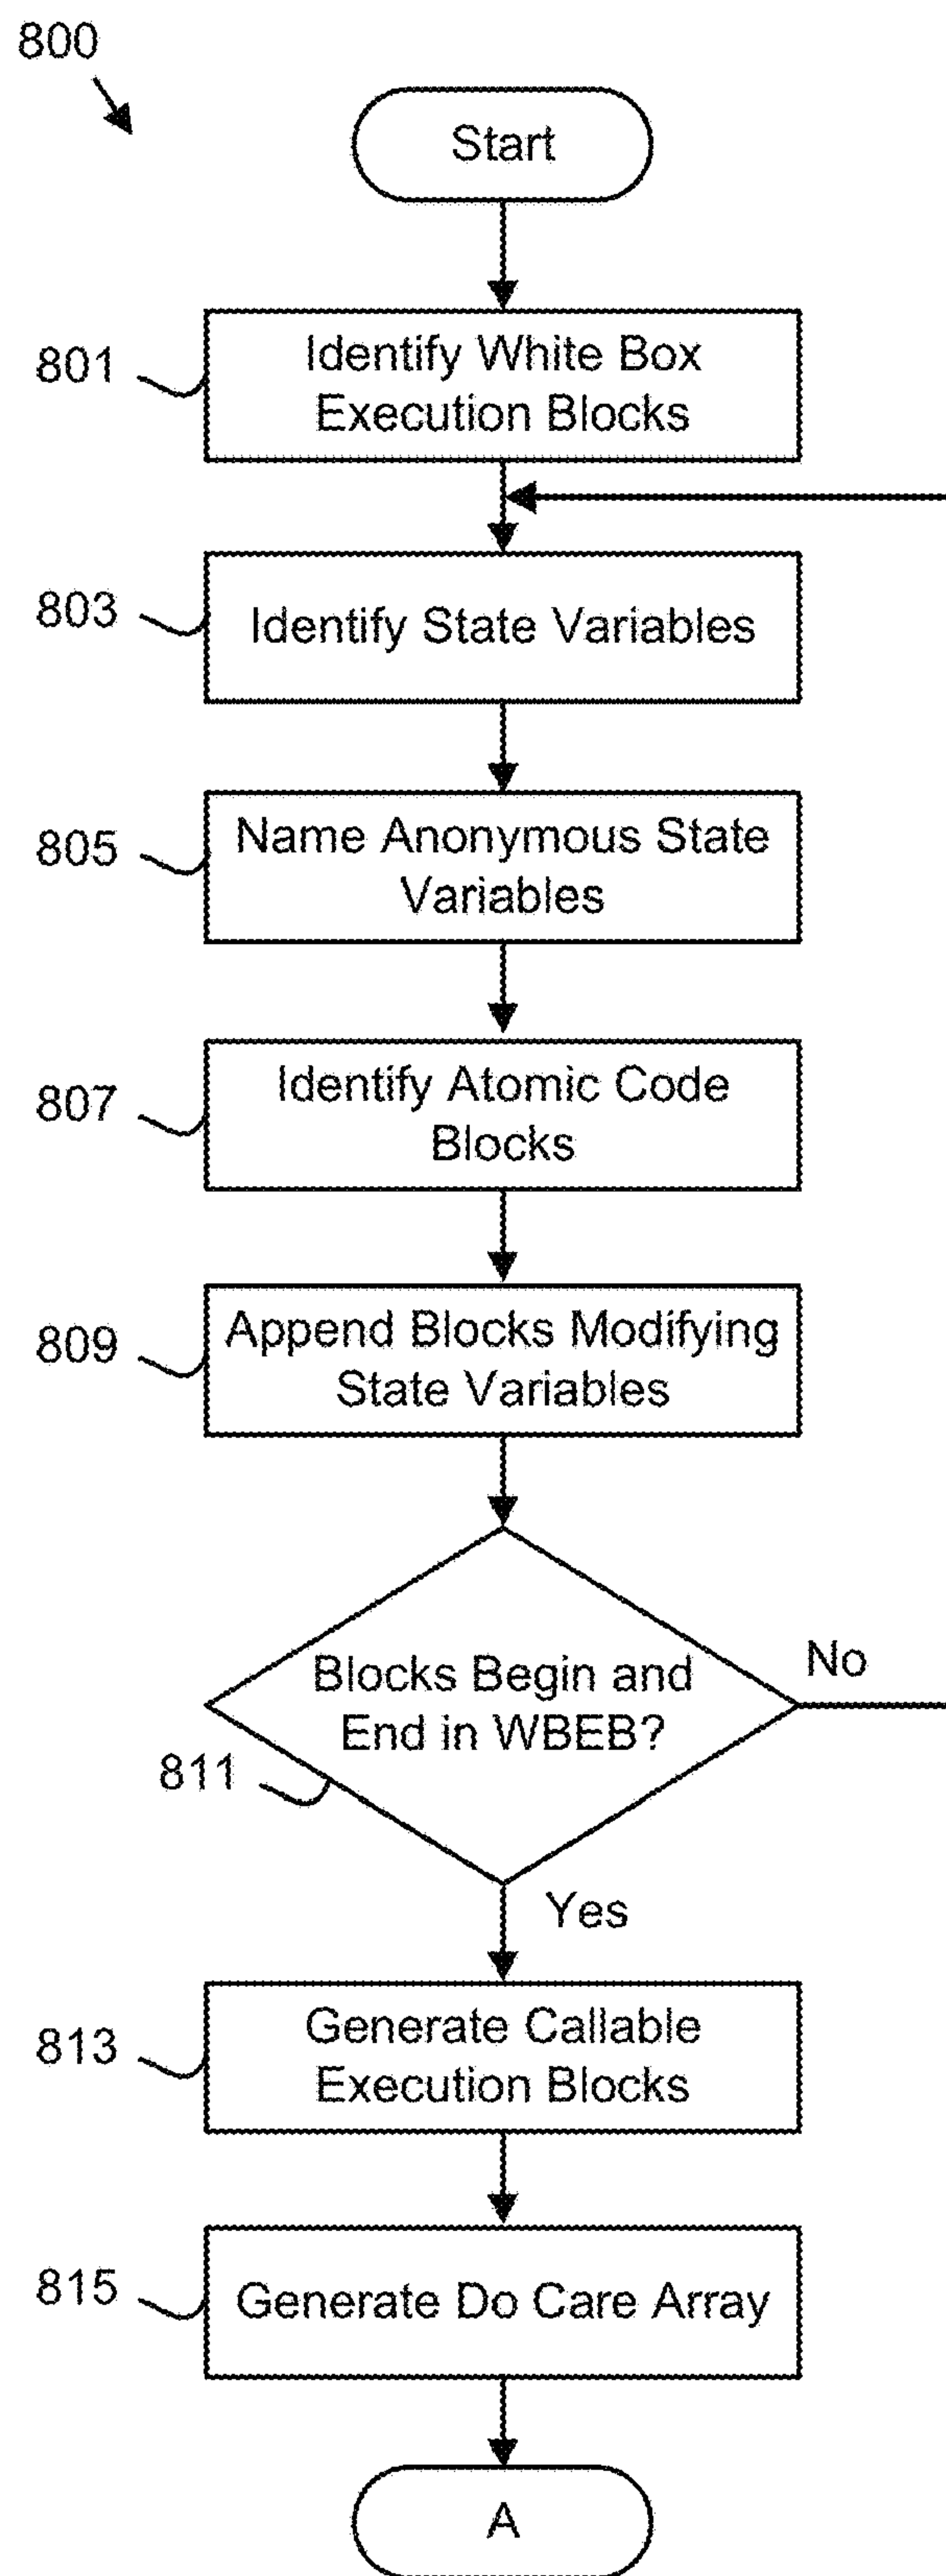 800
Start
801
Identify White Box
Execution Blocks
803
Identify State Variables
805
Name Anonymous State
Variables
807
Identify Atomic Code
Blocks
809
Append Blocks Modifying
State Variables
Blocks Begin and
End in WBEB?
No
811
Yes
813
Generate Callable
Execution Blocks
815
Generate Do Care Array
A